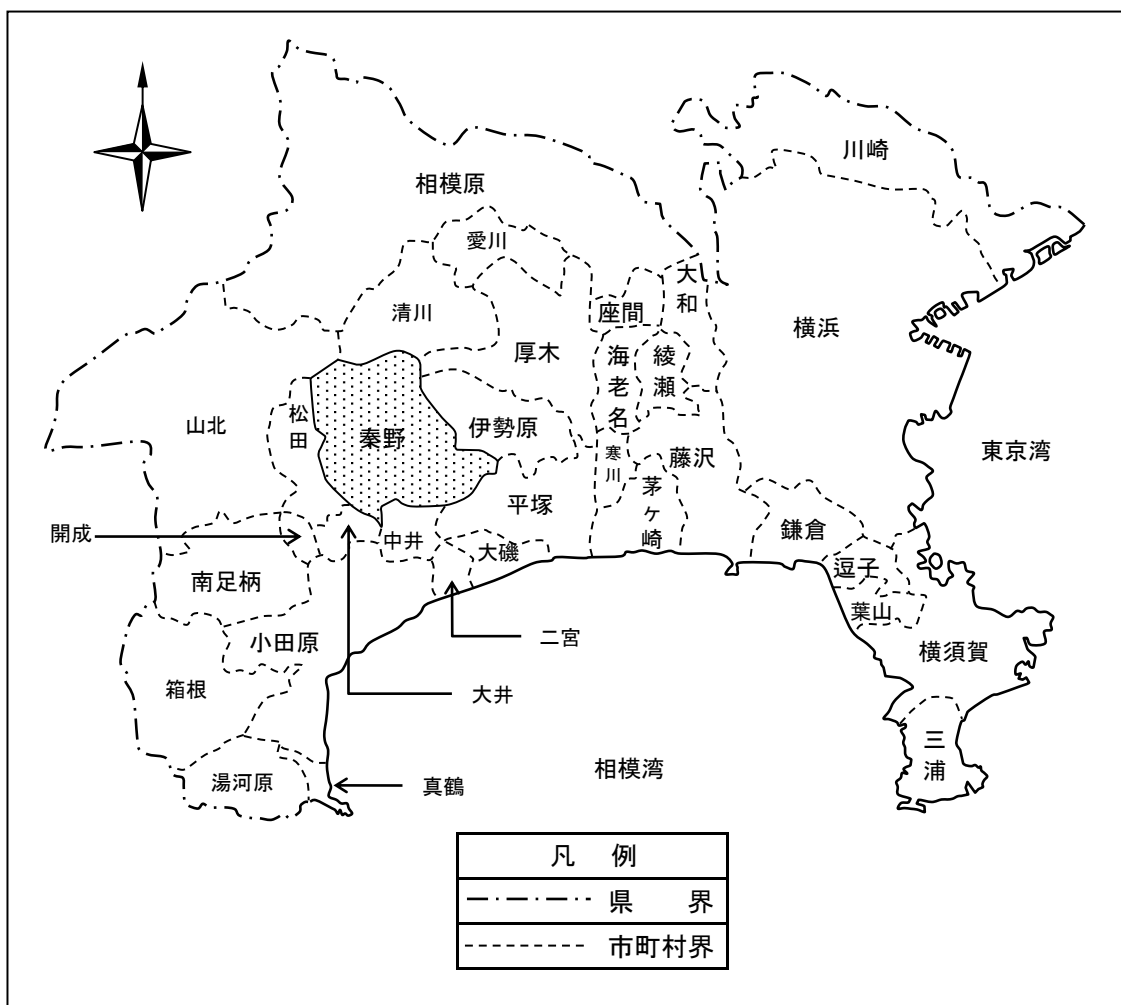 川崎
相模原
愛川
大和
清川
座間
横浜
厚木
海老名
綾瀬
松田
山北
秦野
伊勢原
寒川
藤沢
東京湾
茅ヶ崎
平塚
開成
中井
大磯
鎌倉
逗子
南足柄
葉山
小田原
二宮
横須賀
箱根
大井
三浦
湯河原
真鶴
相模湾
凡 例
県 界
市町村界